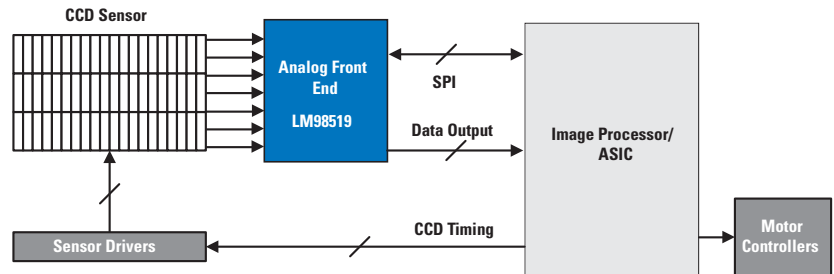 CCD Sensor
Analog Front
End
LM98519
SPI
Data Output
Image Processor/
ASIC
CCD Timing
Sensor Drivers
Motor
Controllers